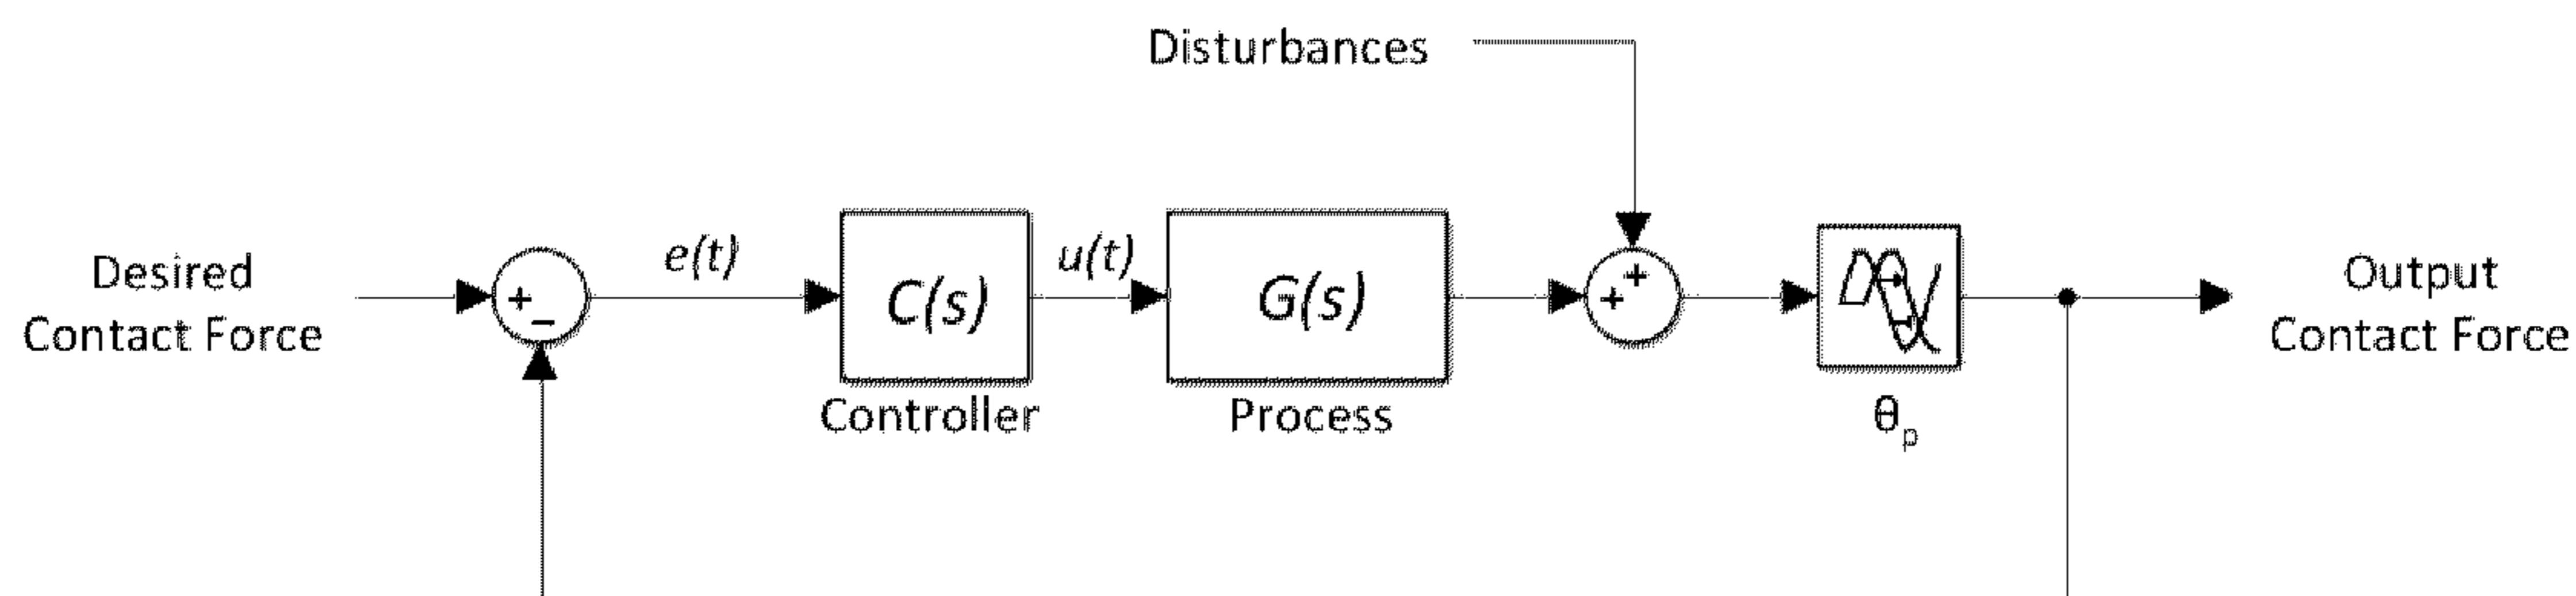 Disturbances
Desired
Contact Force
+
−
e(t)
C(s)
Controller
u(t)
G(s)
Process
+
+
θp
Output
Contact Force